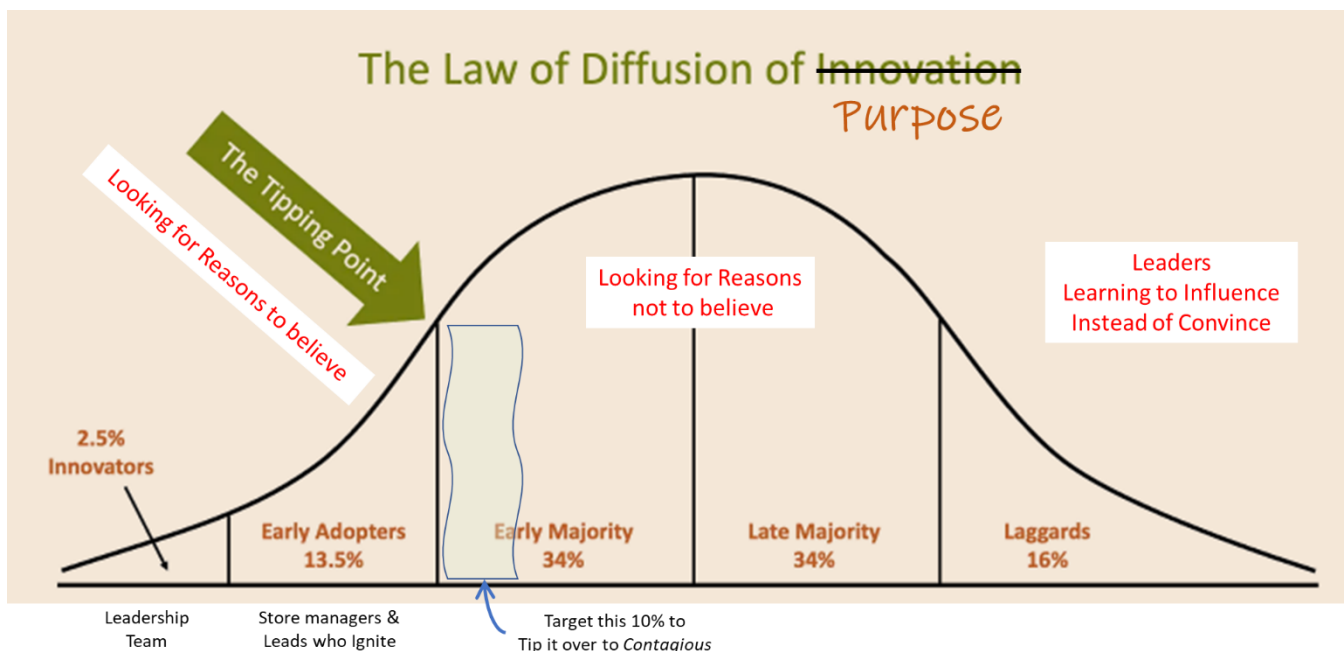 The Law of Diffusion of Innovation
Purpose
The Tipping Point
Looking for Reasons to believe
Looking for Reasons
not to believe
Leaders
Learning to Influence
Instead of Convince
2.5%
Innovators
Early Adopters
13.5%
Early Majority
34%
Late Majority
34%
Laggards
16%
Leadership
Team
Store managers &
Leads who Ignite
Target this 10% to
Tip it over to Contagious